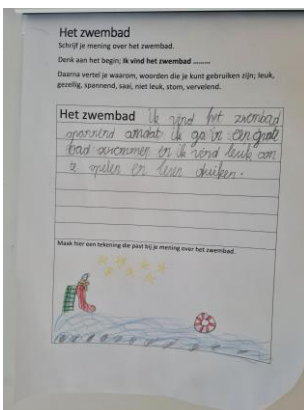 Het zwembad
Schrijf je mening over het zwembad.
Denk aan het begin; Ik vind het zwembad .........
Daarna vertel je waarom, woorden die je kunt gebruiken zijn; leuk,
gezellig, spannend, saai, niet leuk, stom, vervelend.
Het zwembad ik vind het zwembad
spannend omdat ik ga in een groot
bad zwommen en ik vind leuk om
te spelen en leren duiken.
Maak hier een tekening die past bij je mening over het zwembad.